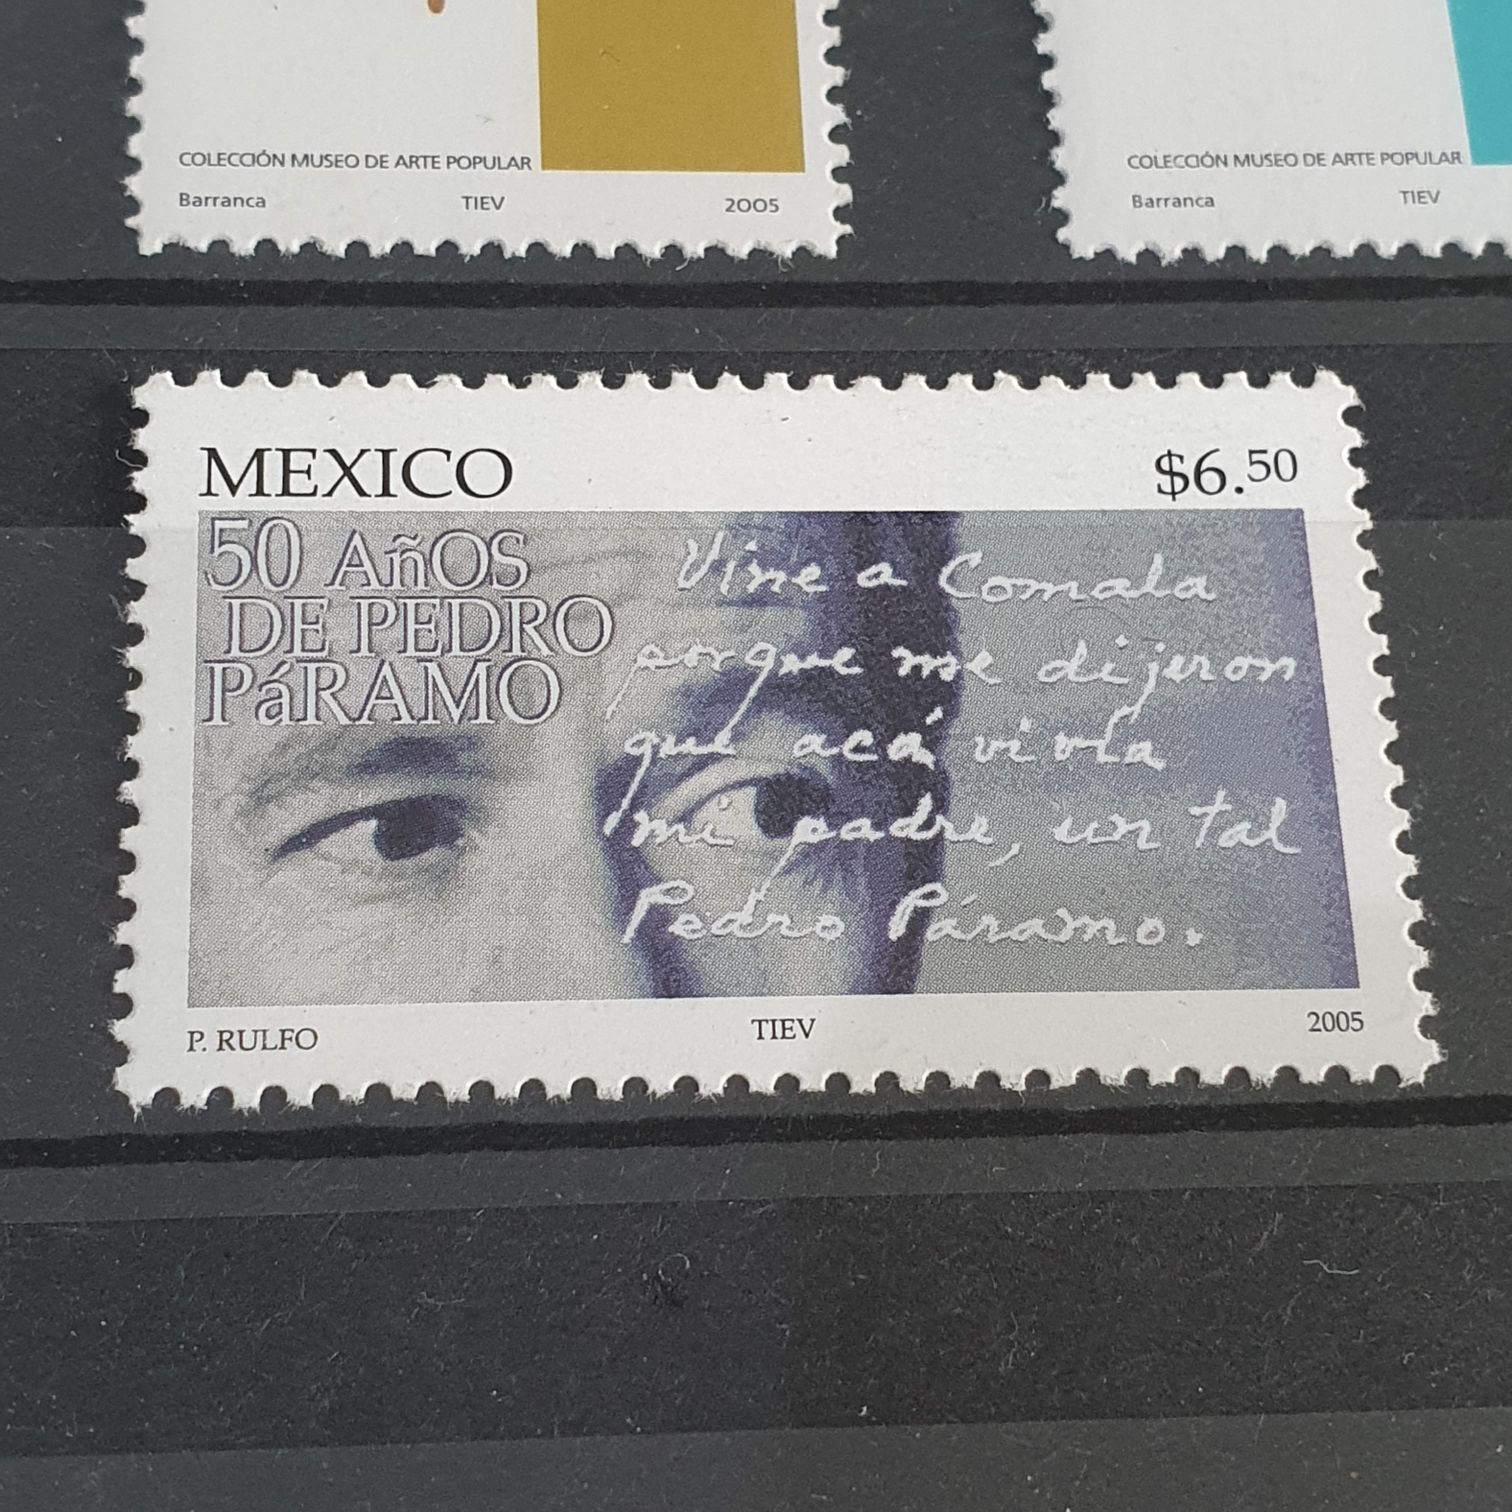 COLECCIÓN MUSEO DE ARTE POPULAR
Barranca TIEV 2005
COLECCIÓN MUSEO DE ARTE POPULAR
Barranca TIEV
MEXICO $6.50
50 AñOS
DE PEDRO
PáRAMO
Vine a Comala
porque me dijeron
que acá vivía
mi padre, un tal
Pedro Páramo.
P. RULFO TIEV 2005